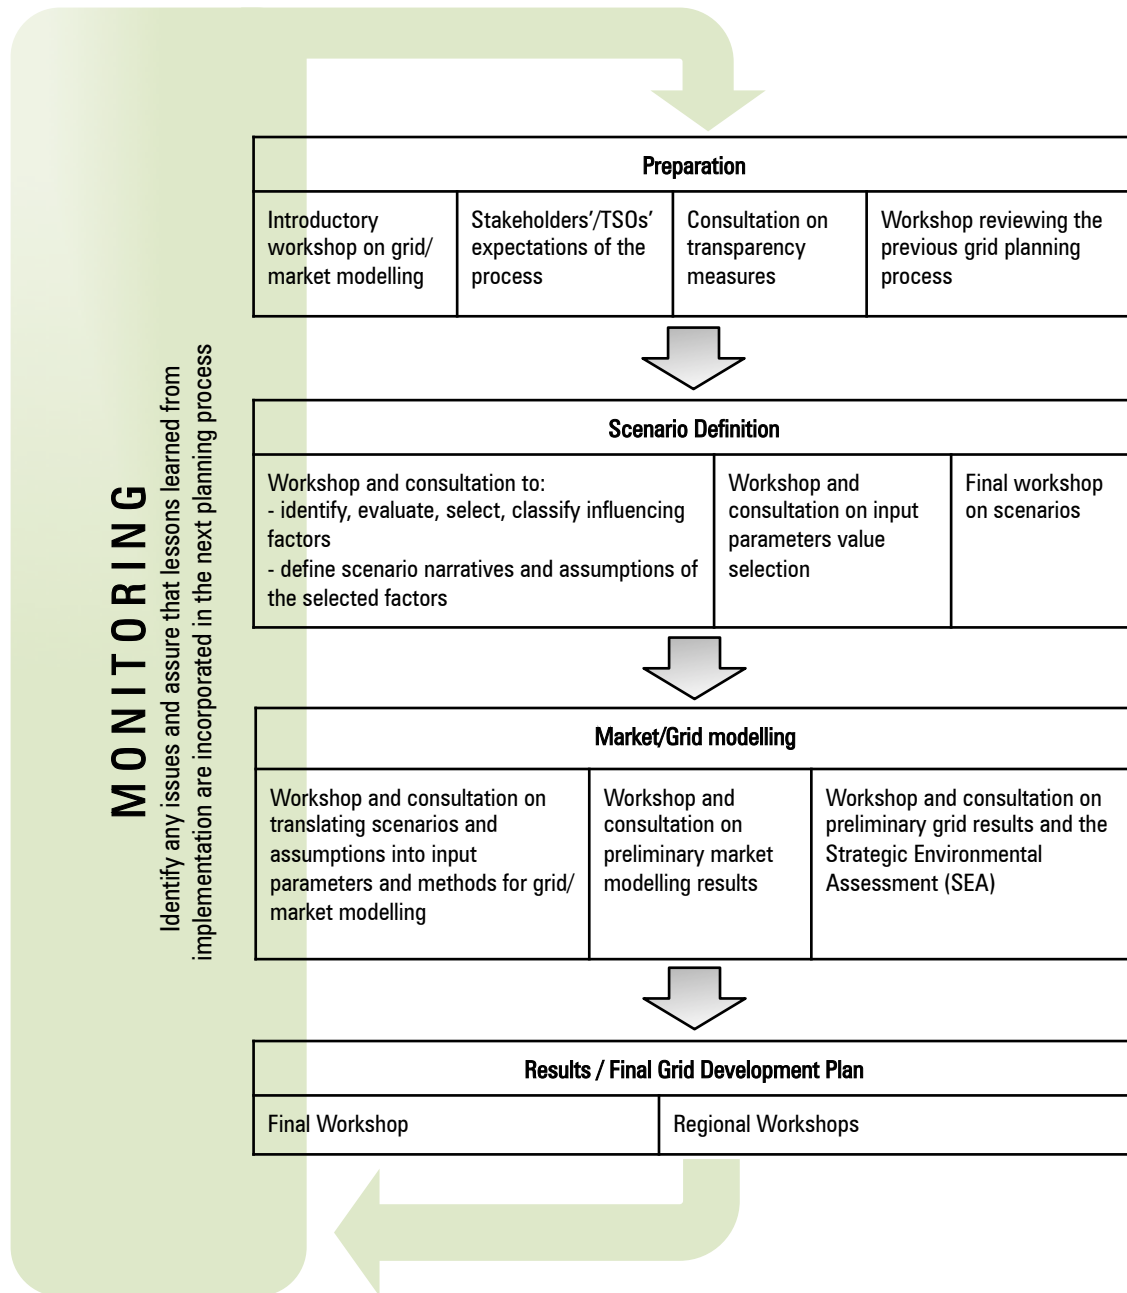 MONITORING
Identify any issues and assure that lessons learned from
implementation are incorporated in the next planning process
Preparation
Introductory
workshop on grid/
market modelling
Stakeholders'/TSOs'
expectations of the
process
Consultation on
transparency
measures
Workshop reviewing the
previous grid planning
process
Scenario Definition
Workshop and consultation to:
- identify, evaluate, select, classify influencing
factors
- define scenario narratives and assumptions of
the selected factors
Workshop and
consultation on input
parameters value
selection
Final workshop
on scenarios
Market/Grid modelling
Workshop and consultation on
translating scenarios and
assumptions into input
parameters and methods for grid/
market modelling
Workshop and
consultation on
preliminary market
modelling results
Workshop and consultation on
preliminary grid results and the
Strategic Environmental
Assessment (SEA)
Results / Final Grid Development Plan
Final Workshop
Regional Workshops